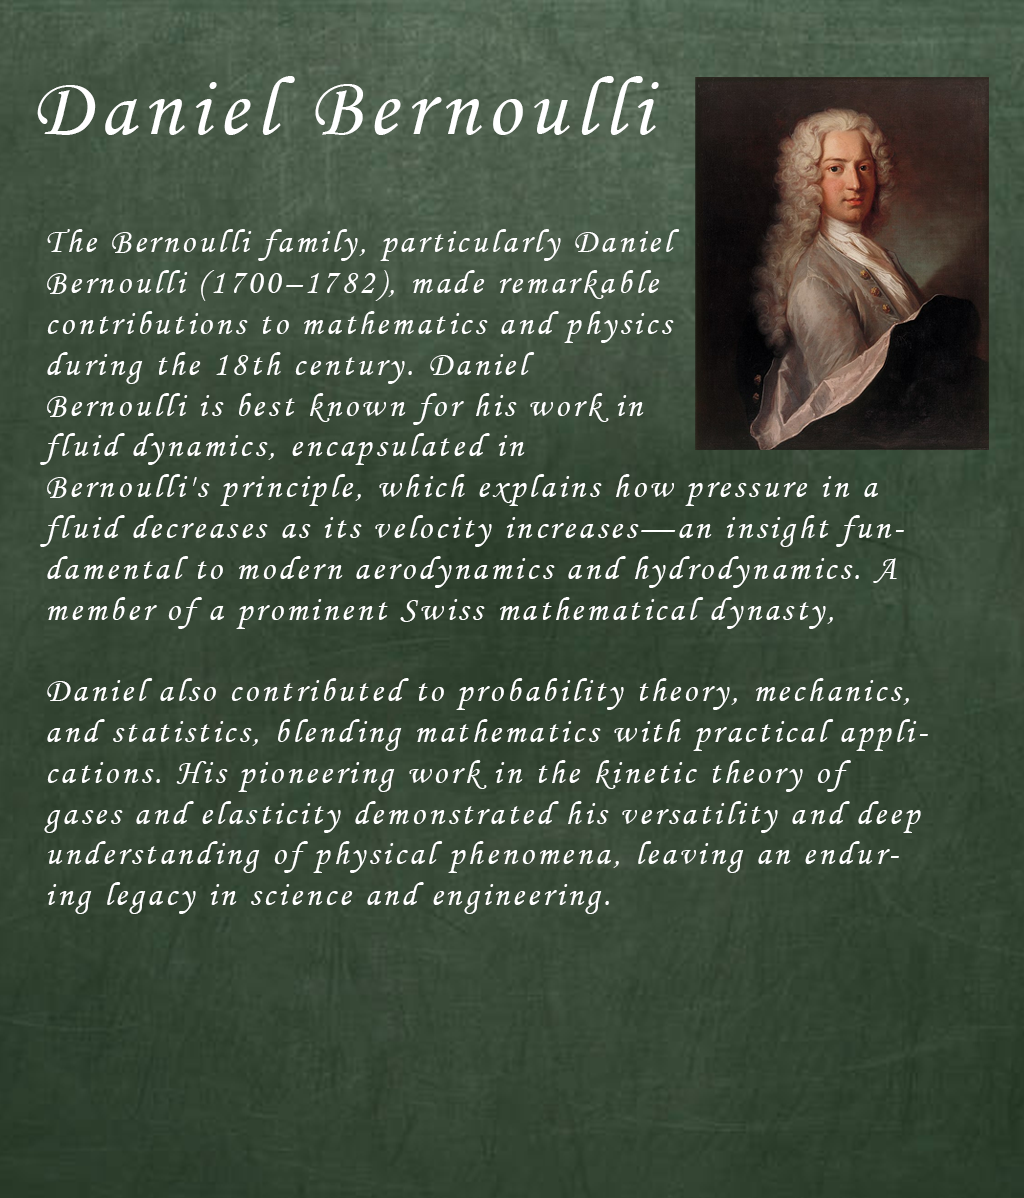 Daniel Bernoulli
The Bernoulli family, particularly Daniel
Bernoulli (1700–1782), made remarkable
contributions to mathematics and physics
during the 18th century. Daniel
Bernoulli is best known for his work in
fluid dynamics, encapsulated in
Bernoulli's principle, which explains how pressure in a
fluid decreases as its velocity increases—an insight fun-
damental to modern aerodynamics and hydrodynamics. A
member of a prominent Swiss mathematical dynasty,
Daniel also contributed to probability theory, mechanics,
and statistics, blending mathematics with practical appli-
cations. His pioneering work in the kinetic theory of
gases and elasticity demonstrated his versatility and deep
understanding of physical phenomena, leaving an endur-
ing legacy in science and engineering.